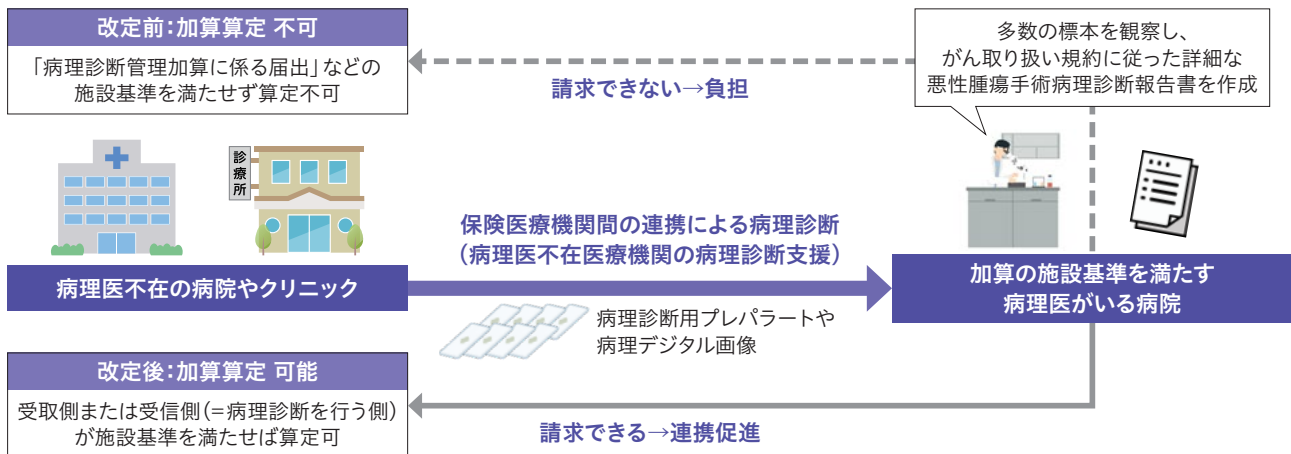 改定前：加算算定 不可
「病理診断管理加算に係る届出」などの
施設基準を満たせず算定不可
請求できない→負担
多数の標本を観察し、
がん取り扱い規約に従った詳細な
悪性腫瘍手術病理診断報告書を作成
診療所
保険医療機関間の連携による病理診断
（病理医不在医療機関の病理診断支援）
病理医不在の病院やクリニック
加算の施設基準を満たす
病理医がいる病院
病理診断用プレパラートや
病理デジタル画像
改定後：加算算定 可能
受取側または受信側（＝病理診断を行う側）
が施設基準を満たせば算定可
請求できる→連携促進